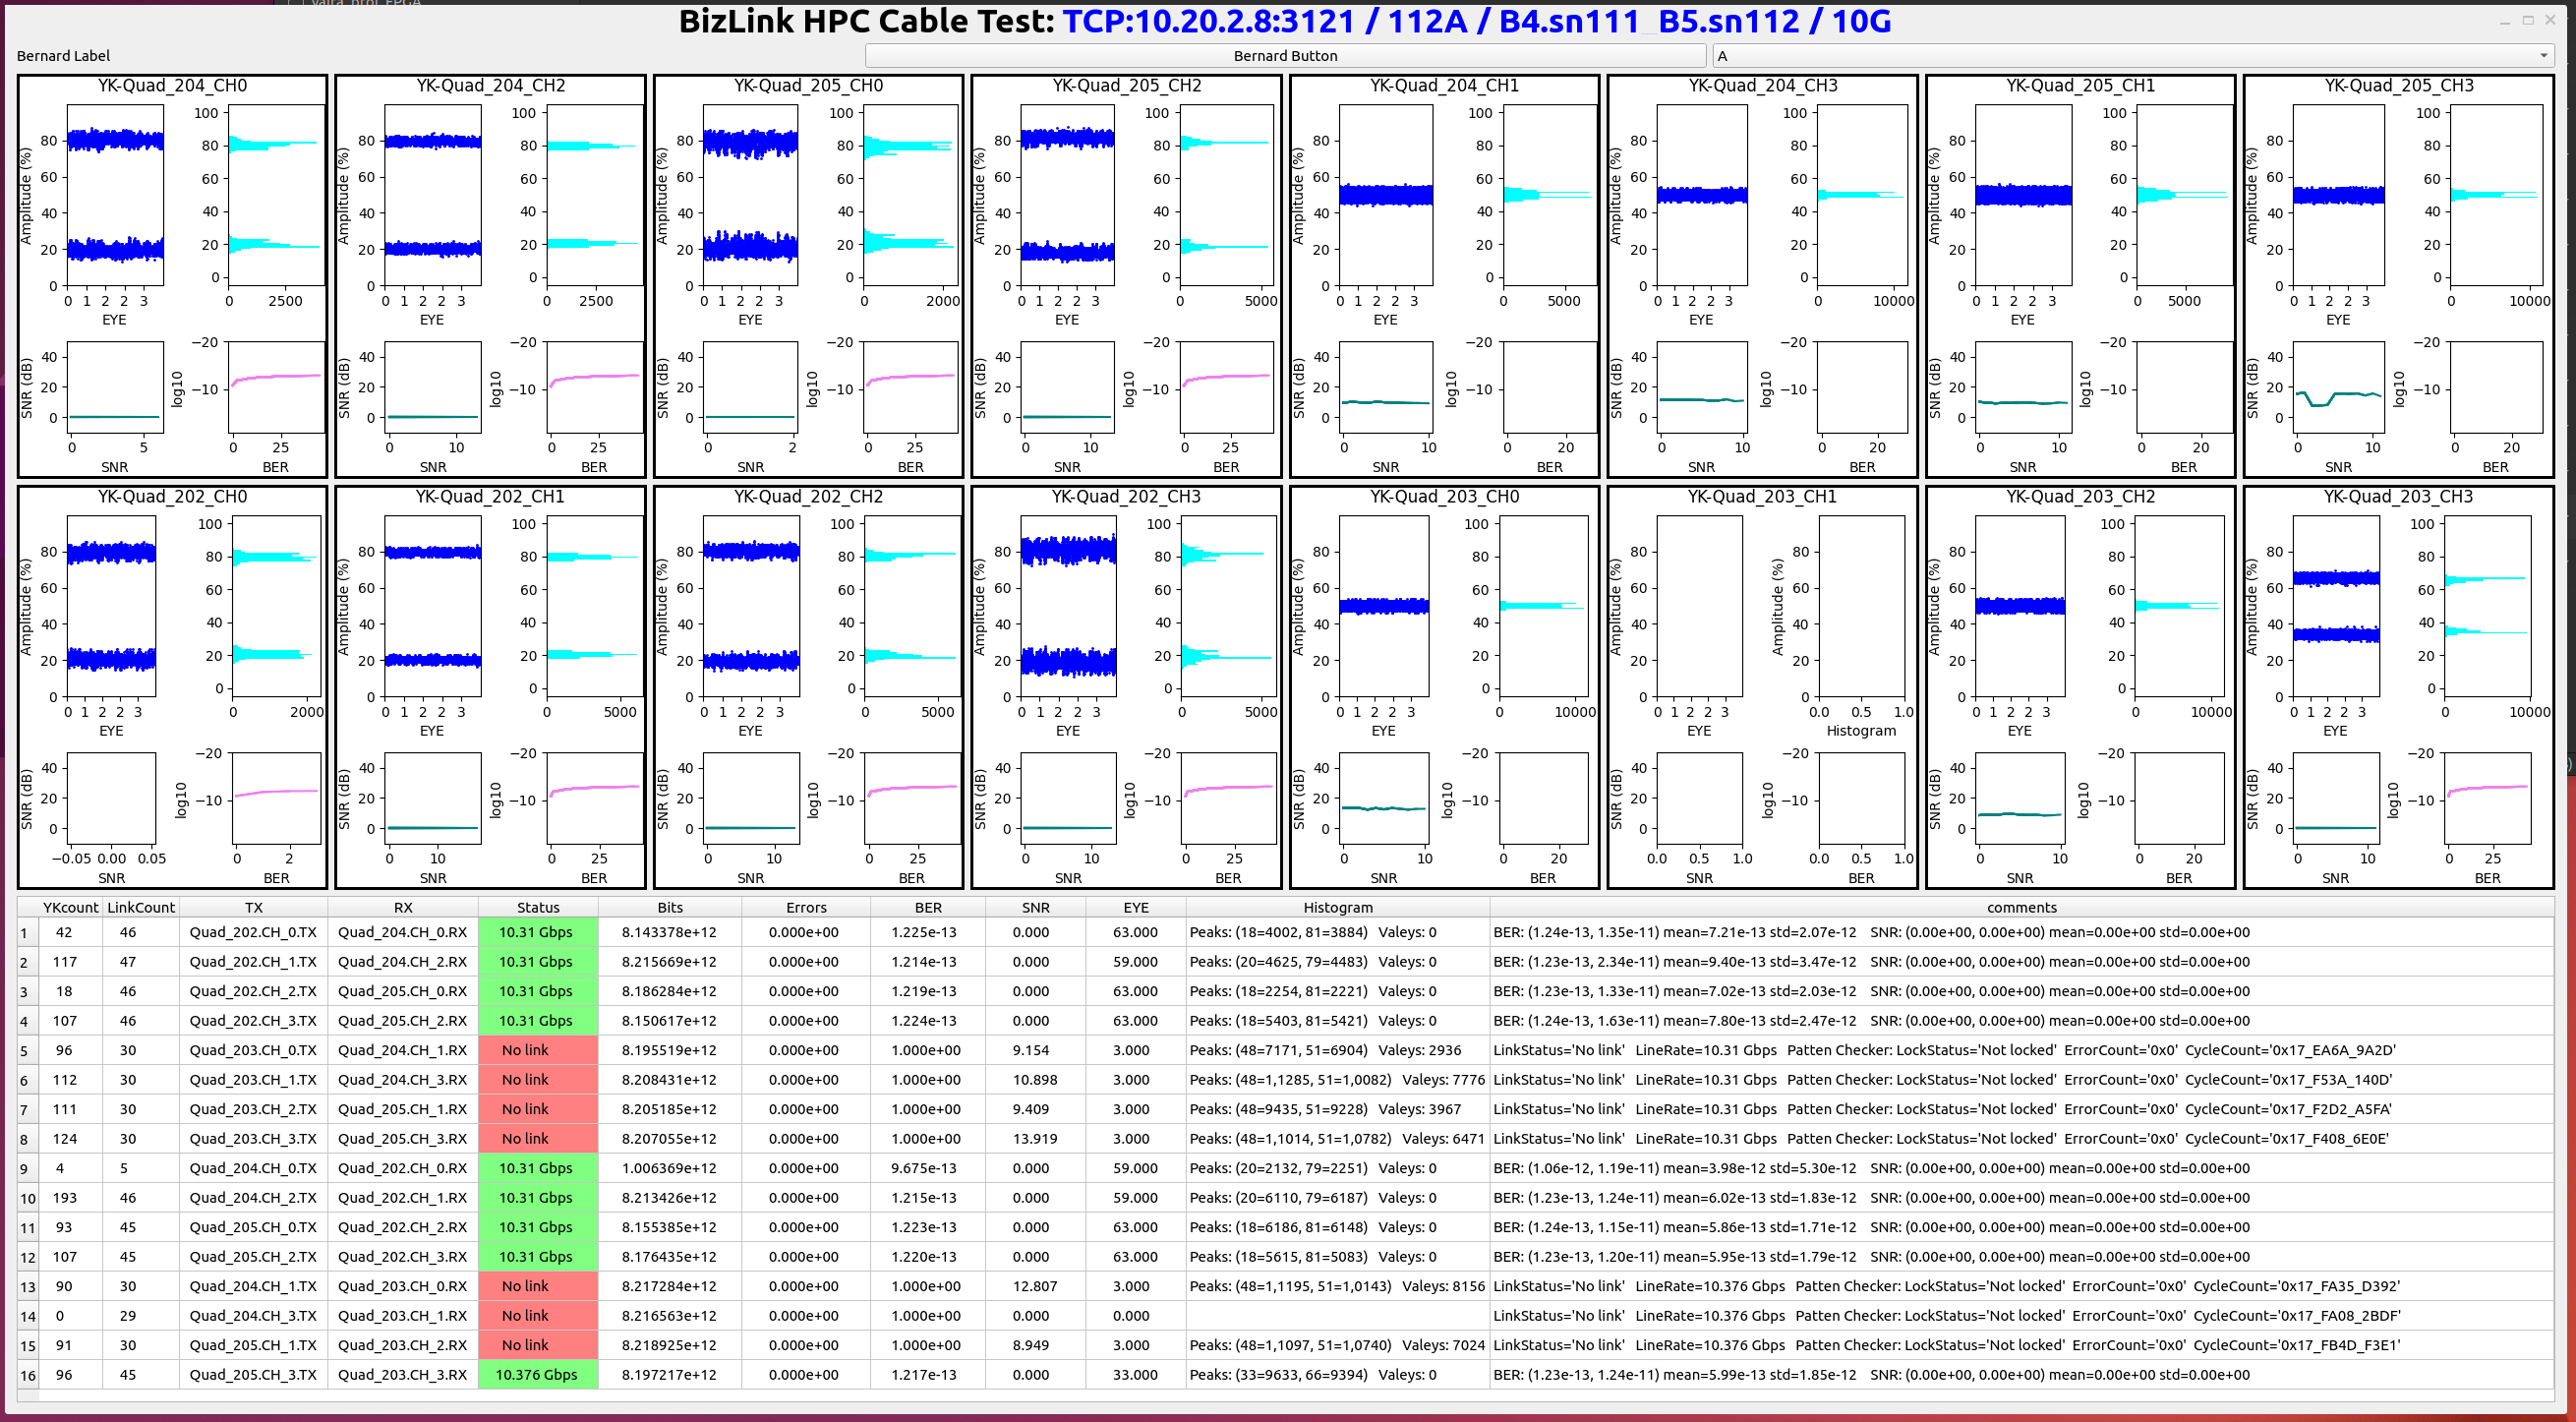 BizLink HPC Cable Test: TCP:10.20.2.8:3121 / 112A / B4.sn111_B5.sn112 / 10G
Bernard Label Bernard Button A
YK-Quad_204_CH0 YK-Quad_204_CH2 YK-Quad_205_CH0 YK-Quad_205_CH2 YK-Quad_204_CH1 YK-Quad_204_CH3 YK-Quad_205_CH1 YK-Quad_205_CH3
Amplitude (%) EYE SNR (dB) SNR log10 BER
YK-Quad_202_CH0 YK-Quad_202_CH1 YK-Quad_202_CH2 YK-Quad_202_CH3 YK-Quad_203_CH0 YK-Quad_203_CH1 YK-Quad_203_CH2 YK-Quad_203_CH3
Amplitude (%) EYE Histogram SNR (dB) SNR log10 BER
YKcount LinkCount TX RX Status Bits Errors BER SNR EYE Histogram comments
1 42 46 Quad_202.CH_0.TX Quad_204.CH_0.RX 10.31 Gbps 8.143378e+12 0.000e+00 1.225e-13 0.000 63.000 Peaks: (18=4002, 81=3884) Valeys: 0 BER: (1.24e-13, 1.35e-11) mean=7.21e-13 std=2.07e-12 SNR: (0.00e+00, 0.00e+00) mean=0.00e+00 std=0.00e+00
2 117 47 Quad_202.CH_1.TX Quad_204.CH_2.RX 10.31 Gbps 8.215669e+12 0.000e+00 1.214e-13 0.000 59.000 Peaks: (20=4625, 79=4483) Valeys: 0 BER: (1.23e-13, 2.34e-11) mean=9.40e-13 std=3.47e-12 SNR: (0.00e+00, 0.00e+00) mean=0.00e+00 std=0.00e+00
3 18 46 Quad_202.CH_2.TX Quad_205.CH_0.RX 10.31 Gbps 8.186284e+12 0.000e+00 1.219e-13 0.000 63.000 Peaks: (18=2254, 81=2221) Valeys: 0 BER: (1.23e-13, 1.33e-11) mean=7.02e-13 std=2.03e-12 SNR: (0.00e+00, 0.00e+00) mean=0.00e+00 std=0.00e+00
4 107 46 Quad_202.CH_3.TX Quad_205.CH_2.RX 10.31 Gbps 8.150617e+12 0.000e+00 1.224e-13 0.000 63.000 Peaks: (18=5403, 81=5421) Valeys: 0 BER: (1.24e-13, 1.63e-11) mean=7.80e-13 std=2.47e-12 SNR: (0.00e+00, 0.00e+00) mean=0.00e+00 std=0.00e+00
5 96 30 Quad_203.CH_0.TX Quad_204.CH_1.RX No link 8.195519e+12 0.000e+00 1.000e+00 9.154 3.000 Peaks: (48=7171, 51=6904) Valeys: 2936 LinkStatus='No link' LineRate=10.31 Gbps Patten Checker: LockStatus='Not locked' ErrorCount='0x0' CycleCount='0x17_EA6A_9A2D'
6 112 30 Quad_203.CH_1.TX Quad_204.CH_3.RX No link 8.208431e+12 0.000e+00 1.000e+00 10.898 3.000 Peaks: (48=1,1285, 51=1,0082) Valeys: 7776 LinkStatus='No link' LineRate=10.31 Gbps Patten Checker: LockStatus='Not locked' ErrorCount='0x0' CycleCount='0x17_F53A_140D'
7 111 30 Quad_203.CH_2.TX Quad_205.CH_1.RX No link 8.205185e+12 0.000e+00 1.000e+00 9.409 3.000 Peaks: (48=9435, 51=9228) Valeys: 3967 LinkStatus='No link' LineRate=10.31 Gbps Patten Checker: LockStatus='Not locked' ErrorCount='0x0' CycleCount='0x17_F2D2_A5FA'
8 124 30 Quad_203.CH_3.TX Quad_205.CH_3.RX No link 8.207055e+12 0.000e+00 1.000e+00 13.919 3.000 Peaks: (48=1,1014, 51=1,0782) Valeys: 6471 LinkStatus='No link' LineRate=10.31 Gbps Patten Checker: LockStatus='Not locked' ErrorCount='0x0' CycleCount='0x17_F408_6E0E'
9 4 5 Quad_204.CH_0.TX Quad_202.CH_0.RX 10.31 Gbps 1.006369e+12 0.000e+00 9.675e-13 0.000 59.000 Peaks: (20=2132, 79=2251) Valeys: 0 BER: (1.06e-12, 1.19e-11) mean=3.98e-12 std=5.30e-12 SNR: (0.00e+00, 0.00e+00) mean=0.00e+00 std=0.00e+00
10 193 46 Quad_204.CH_2.TX Quad_202.CH_1.RX 10.31 Gbps 8.213426e+12 0.000e+00 1.215e-13 0.000 59.000 Peaks: (20=6110, 79=6187) Valeys: 0 BER: (1.23e-13, 1.24e-11) mean=6.02e-13 std=1.83e-12 SNR: (0.00e+00, 0.00e+00) mean=0.00e+00 std=0.00e+00
11 93 45 Quad_205.CH_0.TX Quad_202.CH_2.RX 10.31 Gbps 8.155385e+12 0.000e+00 1.223e-13 0.000 63.000 Peaks: (18=6186, 81=6148) Valeys: 0 BER: (1.24e-13, 1.15e-11) mean=5.86e-13 std=1.71e-12 SNR: (0.00e+00, 0.00e+00) mean=0.00e+00 std=0.00e+00
12 107 45 Quad_205.CH_2.TX Quad_202.CH_3.RX 10.31 Gbps 8.176435e+12 0.000e+00 1.220e-13 0.000 63.000 Peaks: (18=5615, 81=5083) Valeys: 0 BER: (1.23e-13, 1.20e-11) mean=5.95e-13 std=1.79e-12 SNR: (0.00e+00, 0.00e+00) mean=0.00e+00 std=0.00e+00
13 90 30 Quad_204.CH_1.TX Quad_203.CH_0.RX No link 8.217284e+12 0.000e+00 1.000e+00 12.807 3.000 Peaks: (48=1,1195, 51=1,0143) Valeys: 8156 LinkStatus='No link' LineRate=10.376 Gbps Patten Checker: LockStatus='Not locked' ErrorCount='0x0' CycleCount='0x17_FA35_D392'
14 0 29 Quad_204.CH_3.TX Quad_203.CH_1.RX No link 8.216563e+12 0.000e+00 1.000e+00 0.000 LinkStatus='No link' LineRate=10.376 Gbps Patten Checker: LockStatus='Not locked' ErrorCount='0x0' CycleCount='0x17_FA08_2BDF'
15 91 30 Quad_205.CH_1.TX Quad_203.CH_2.RX No link 8.218925e+12 0.000e+00 1.000e+00 8.949 3.000 Peaks: (48=1,1097, 51=1,0740) Valeys: 7024 LinkStatus='No link' LineRate=10.376 Gbps Patten Checker: LockStatus='Not locked' ErrorCount='0x0' CycleCount='0x17_FB4D_F3E1'
16 96 45 Quad_205.CH_3.TX Quad_203.CH_3.RX 10.376 Gbps 8.197217e+12 0.000e+00 1.217e-13 0.000 33.000 Peaks: (33=9633, 66=9394) Valeys: 0 BER: (1.23e-13, 1.24e-11) mean=5.99e-13 std=1.85e-12 SNR: (0.00e+00, 0.00e+00) mean=0.00e+00 std=0.00e+00